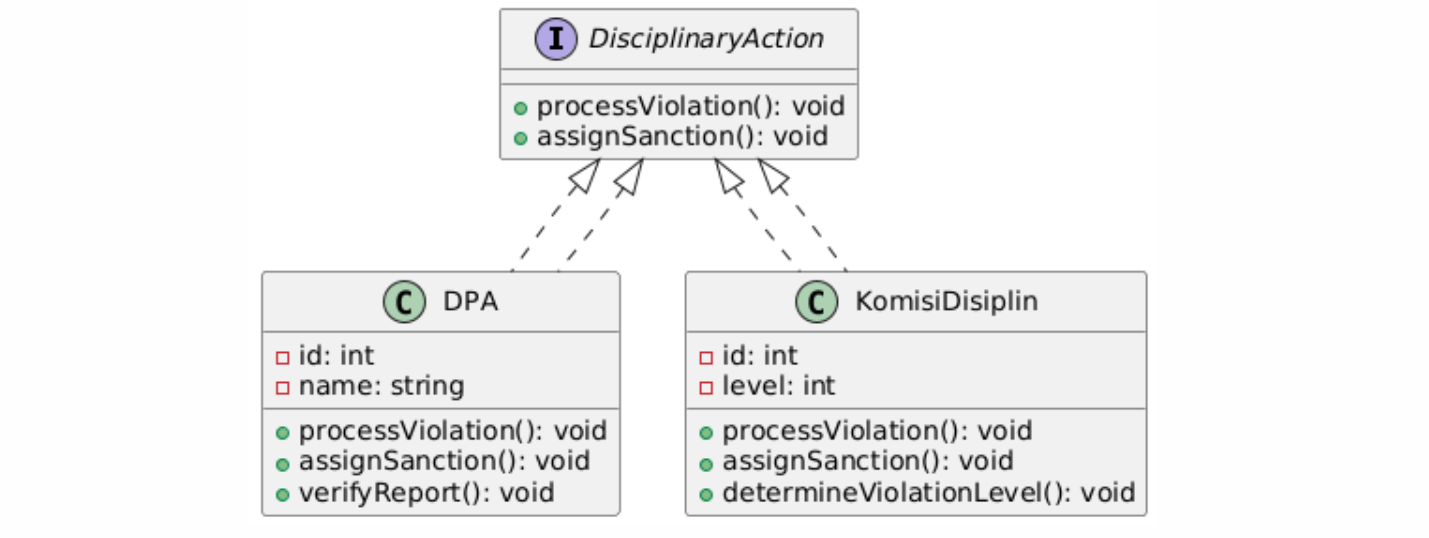 I DisciplinaryAction
processViolation(): void
assignSanction(): void
C DPA
id: int
name: string
processViolation(): void
assignSanction(): void
verifyReport(): void
C KomisiDisiplin
id: int
level: int
processViolation(): void
assignSanction(): void
determineViolationLevel(): void